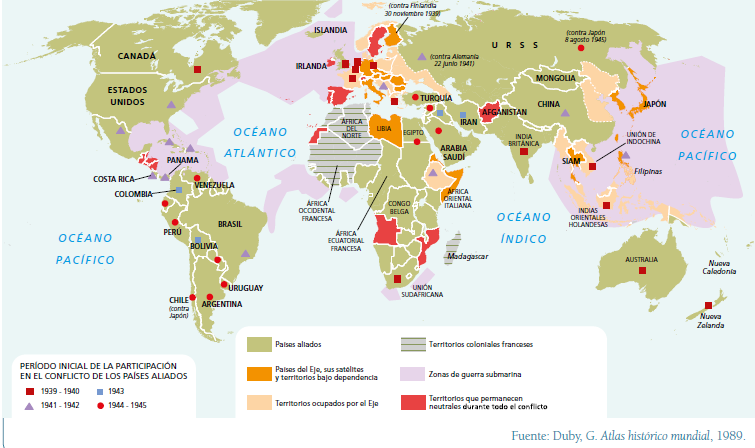 (contra Finlandia
30 noviembre 1939)
ISLANDIA
U R S S
(contra Japón
8 agosto 1945)
CANADÁ
IRLANDA
(contra Alemania
22 junio 1941)
MONGOLIA
ESTADOS
UNIDOS
TURQUÍA
CHINA
JAPÓN
AFGANISTAN
IRAN
OCÉANO
ATLÁNTICO
ÁFRICA
DEL
NORTE
LIBIA
EGIPTO
INDIA
BRITÁNICA
UNIÓN DE
INDOCHINA
OCÉANO
PACÍFICO
ARABIA
SAUDÍ
SIAM
Filipinas
PANAMA
COSTA RICA
COLOMBIA
VENEZUELA
ÁFRICA
OCCIDENTAL
FRANCESA
CONGO
BELGA
ÁFRICA
ORIENTAL
ITALIANA
INDIAS
ORIENTALES
HOLANDESAS
OCÉANO
ÍNDICO
BRASIL
PERÚ
ÁFRICA
ECUATORIAL
FRANCESA
OCÉANO
PACÍFICO
BOLIVIA
Madagascar
AUSTRALIA
Nueva
Caledonía
UNIÓN
SUDAFRICANA
URUGUAY
CHILE
(contra
Japón)
ARGENTINA
Nueva
Zelanda
PERÍODO INICIAL DE LA PARTICIPACIÓN
EN EL CONFLICTO DE LOS PAÍSES ALIADOS
1939 - 1940
1943
1941 - 1942
1944 - 1945
Países aliados
Países del Eje, sus satélites
y territorios bajo dependencia
Territorios ocupados por el Eje
Territorios coloniales franceses
Zonas de guerra submarina
Territorios que permanecen
neutrales durante todo el conflicto
Fuente: Duby, G. Atlas histórico mundial, 1989.